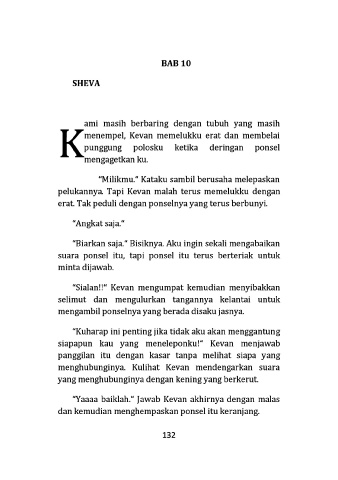 BAB 10
SHEVA
Kami masih berbaring dengan tubuh yang masih
menempel, Kevan memelukku erat dan membelai
punggung polosku ketika deringan ponsel
mengagetkan ku.
“Milikmu.” Kataku sambil berusaha melepaskan
pelukannya. Tapi Kevan malah terus memelukku dengan
erat. Tak peduli dengan ponselnya yang terus berbunyi.
“Angkat saja.”
“Biarkan saja.” Bisiknya. Aku ingin sekali mengabaikan
suara ponsel itu, tapi ponsel itu terus berteriak untuk
minta dijawab.
“Sialan!!” Kevan mengumpat kemudian menyibakkan
selimut dan mengulurkan tangannya kelantai untuk
mengambil ponselnya yang berada disaku jasnya.
“Kuharap ini penting jika tidak aku akan menggantung
siapapun kau yang meneleponku!” Kevan menjawab
panggilan itu dengan kasar tanpa melihat siapa yang
menghubunginya. Kulihat Kevan mendengarkan suara
yang menghubunginya dengan kening yang berkerut.
“Yaaaa baiklah.” Jawab Kevan akhirnya dengan malas
dan kemudian menghempaskan ponsel itu keranjang.
132